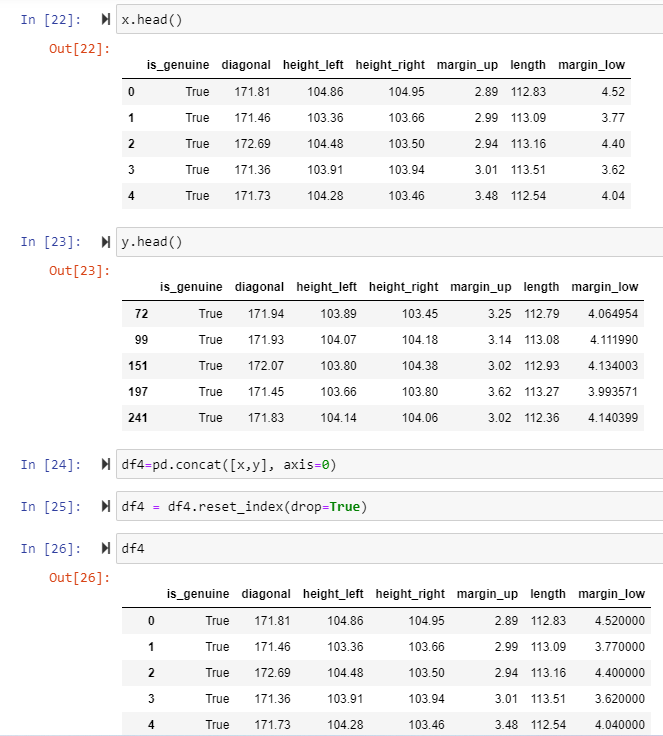 In [22]: x.head()
Out[22]:
is_genuine diagonal height_left height_right margin_up length margin_low
0 True 171.81 104.86 104.95 2.89 112.83 4.52
1 True 171.46 103.36 103.66 2.99 113.09 3.77
2 True 172.69 104.48 103.50 2.94 113.16 4.40
3 True 171.36 103.91 103.94 3.01 113.51 3.62
4 True 171.73 104.28 103.46 3.48 112.54 4.04
In [23]: y.head()
Out[23]:
is_genuine diagonal height_left height_right margin_up length margin_low
72 True 171.94 103.89 103.45 3.25 112.79 4.064954
99 True 171.93 104.07 104.18 3.14 113.08 4.111990
151 True 172.07 103.80 104.38 3.02 112.93 4.134003
197 True 171.45 103.66 103.80 3.62 113.27 3.993571
241 True 171.83 104.14 104.06 3.02 112.36 4.140399
In [24]: df4=pd.concat([x,y], axis=0)
In [25]: df4 = df4.reset_index(drop=True)
In [26]: df4
Out[26]:
is_genuine diagonal height_left height_right margin_up length margin_low
0 True 171.81 104.86 104.95 2.89 112.83 4.520000
1 True 171.46 103.36 103.66 2.99 113.09 3.770000
2 True 172.69 104.48 103.50 2.94 113.16 4.400000
3 True 171.36 103.91 103.94 3.01 113.51 3.620000
4 True 171.73 104.28 103.46 3.48 112.54 4.040000